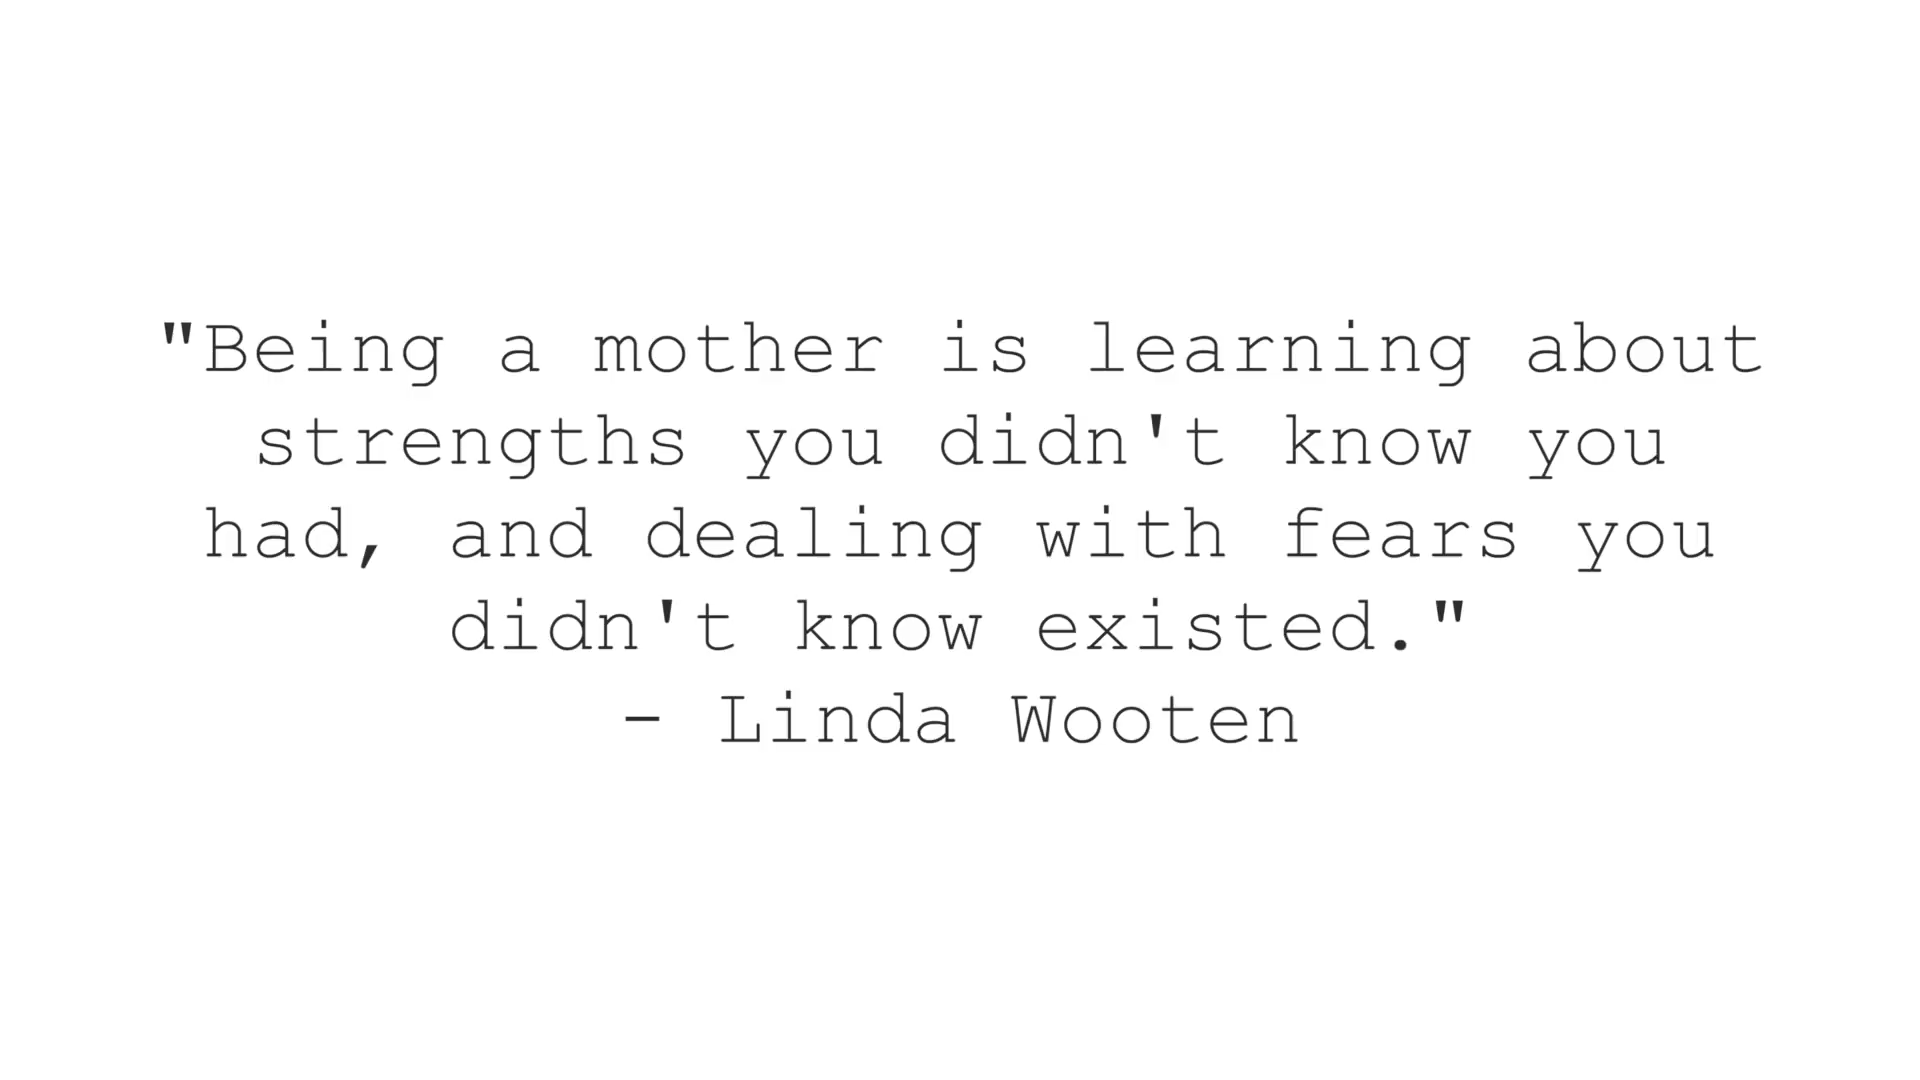 "Being a mother is learning about
strengths you didn't know you
had, and dealing with fears you
didn't know existed."
- Linda Wooten